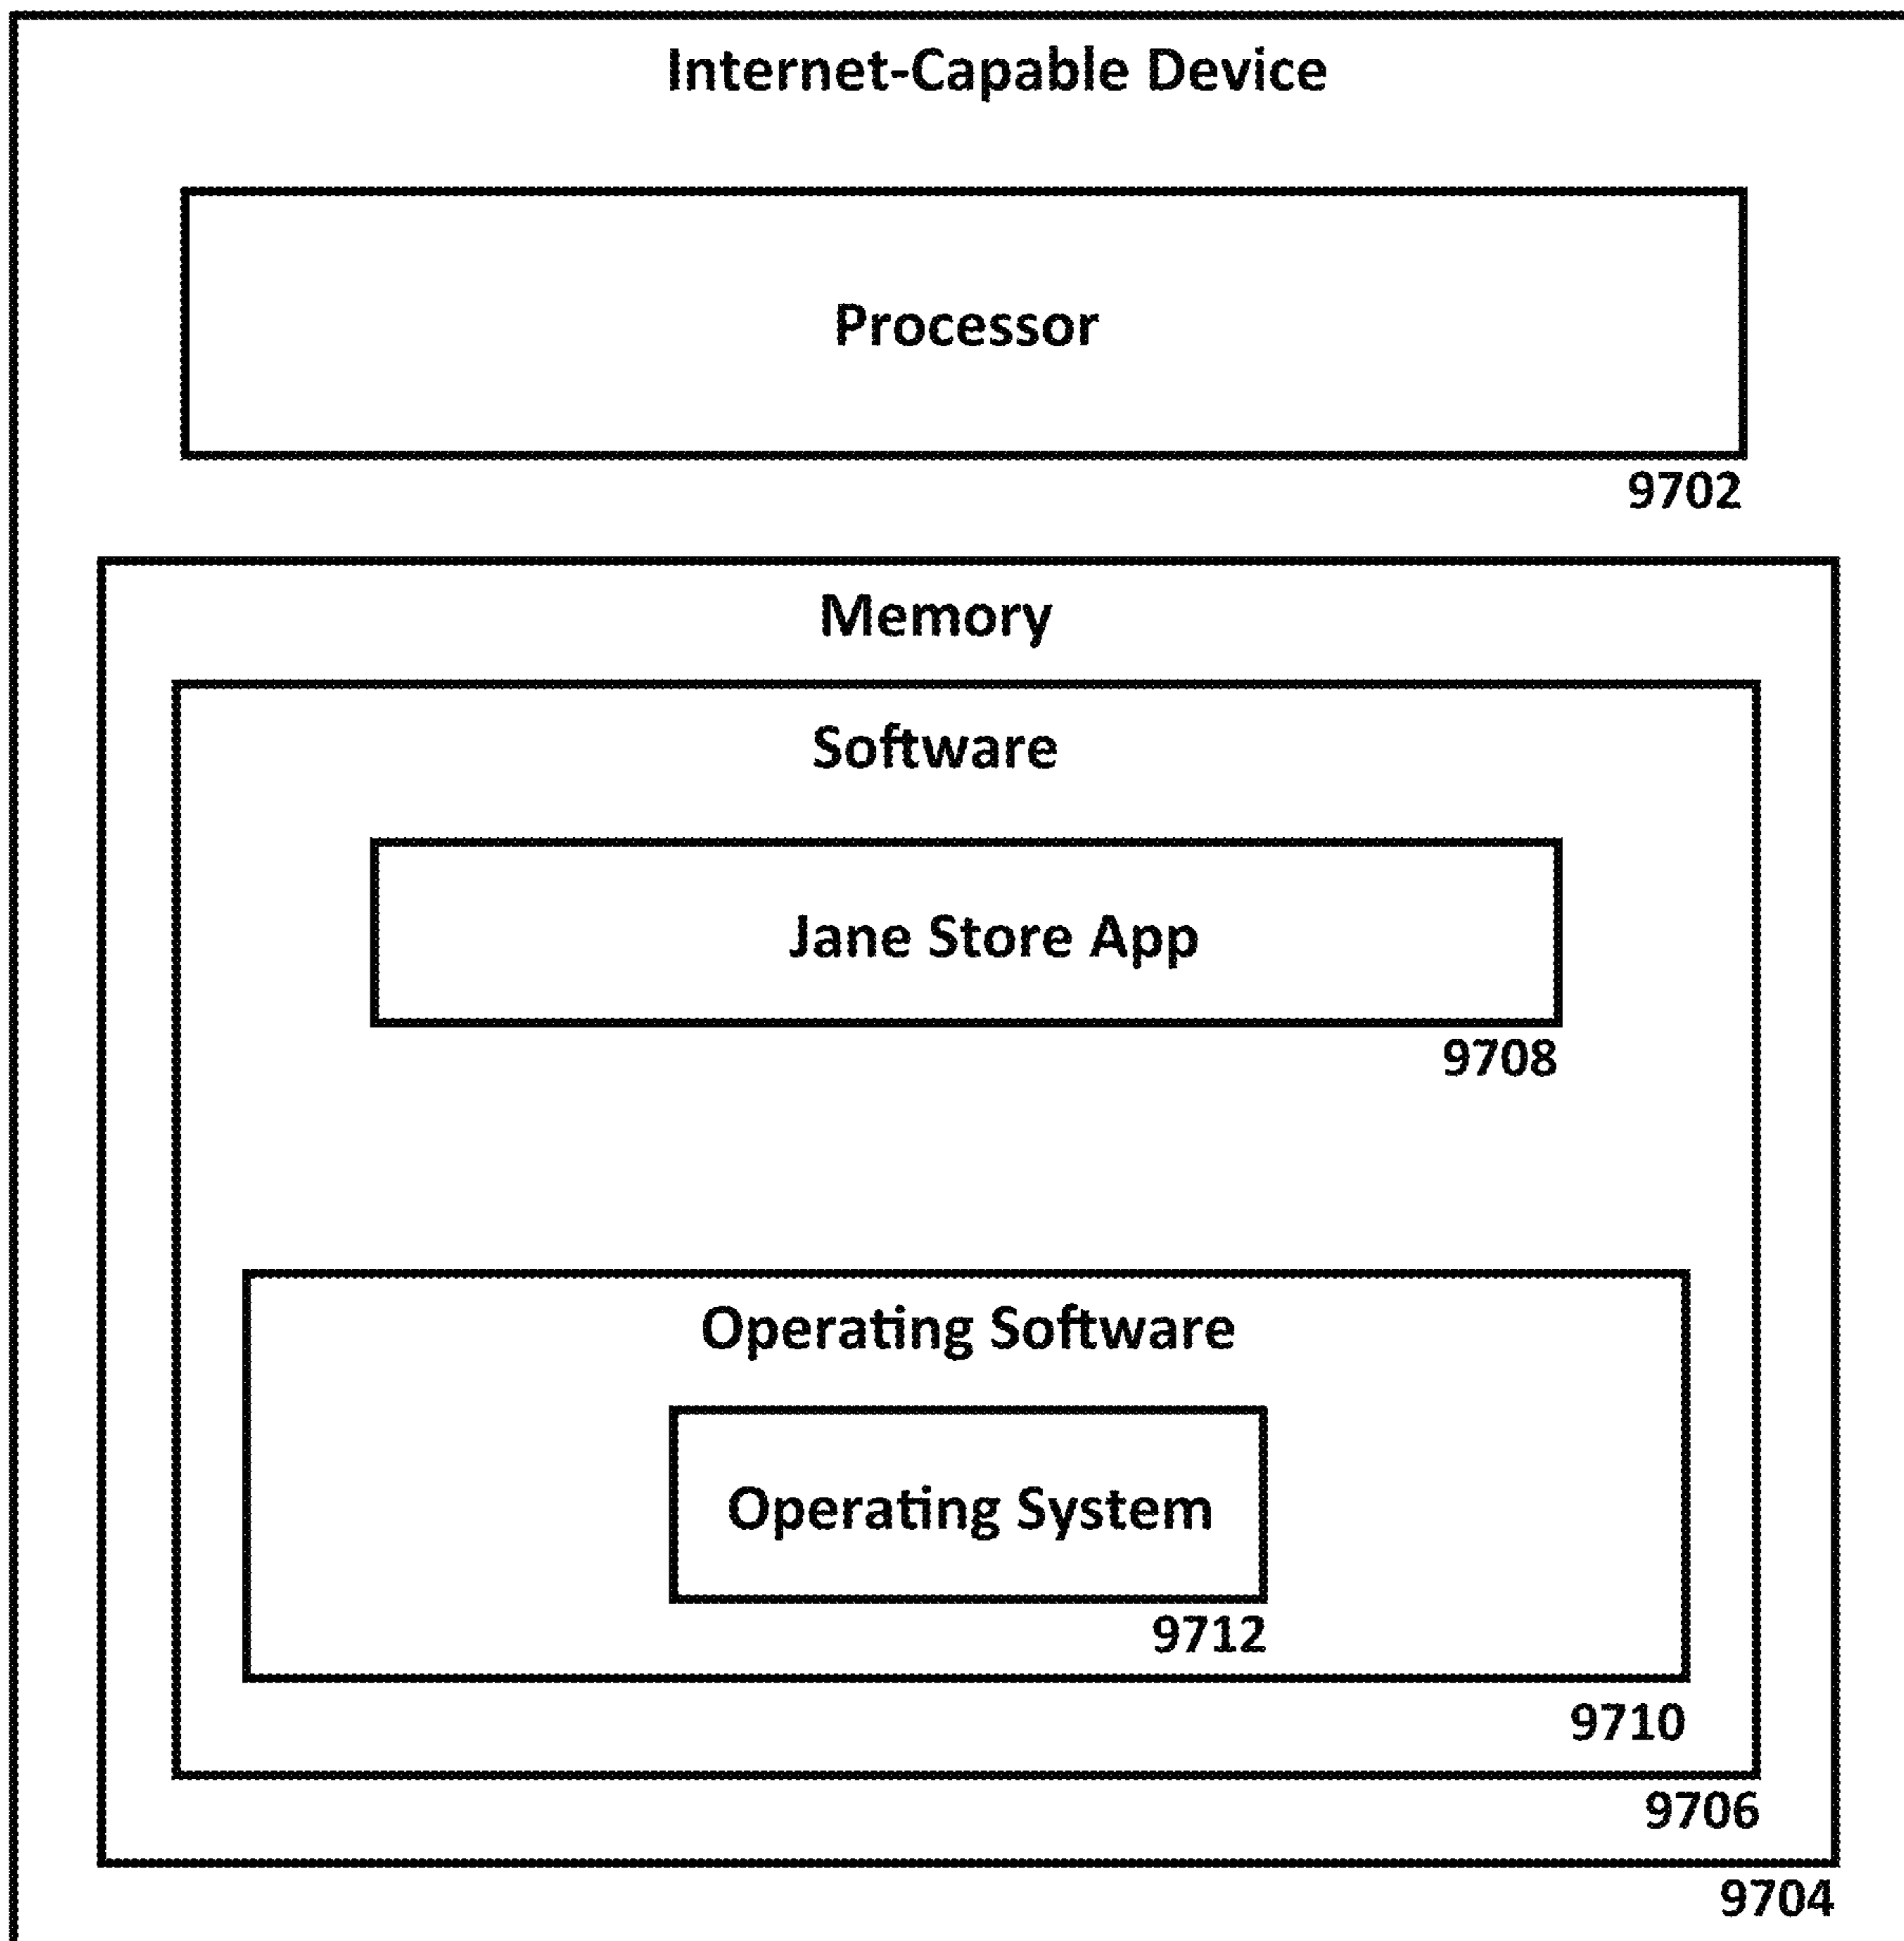 Internet-Capable Device
Processor
9702
Memory
Software
Jane Store App
9708
Operating Software
Operating System
9712
9710
9706
9704